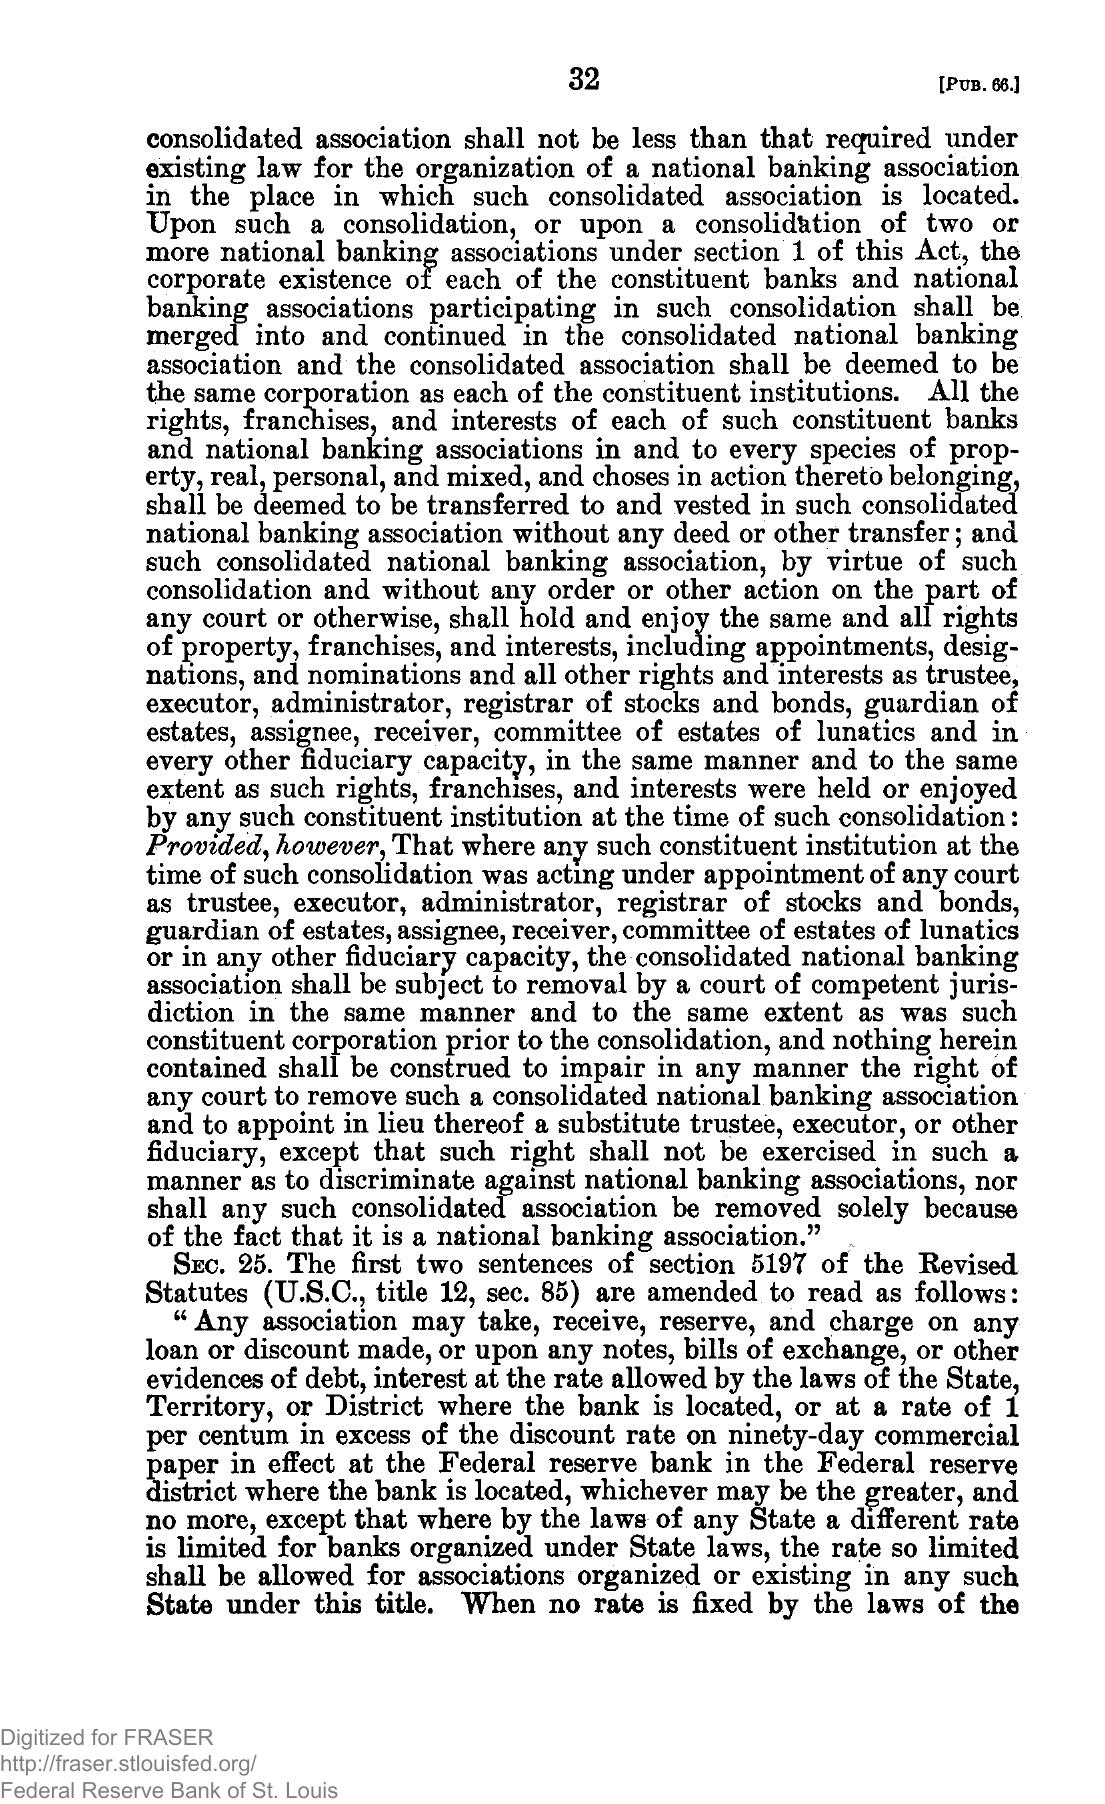 32
[PUB. 66.]
consolidated association shall not be less than that required under
existing law for the organization of a national banking association
in the place in which such consolidated association is located.
Upon such a consolidation, or upon a consolidation of two or
more national banking associations under section 1 of this Act, the
corporate existence of each of the constituent banks and national
banking associations participating in such consolidation shall be
merged into and continued in the consolidated national banking
association and the consolidated association shall be deemed to be
the same corporation as each of the constituent institutions. All the
rights, franchises, and interests of each of such constituent banks
and national banking associations in and to every species of prop-
erty, real, personal, and mixed, and choses in action thereto belonging,
shall be deemed to be transferred to and vested in such consolidated
national banking association without any deed or other transfer; and
such consolidated national banking association, by virtue of such
consolidation and without any order or other action on the part of
any court or otherwise, shall hold and enjoy the same and all rights
of property, franchises, and interests, including appointments, desig-
nations, and nominations and all other rights and interests as trustee,
executor, administrator, registrar of stocks and bonds, guardian of
estates, assignee, receiver, committee of estates of lunatics and in
every other fiduciary capacity, in the same manner and to the same
extent as such rights, franchises, and interests were held or enjoyed
by any such constituent institution at the time of such consolidation:
Provided, however, That where any such constituent institution at the
time of such consolidation was acting under appointment of any court
as trustee, executor, administrator, registrar of stocks and bonds,
guardian of estates, assignee, receiver, committee of estates of lunatics
or in any other fiduciary capacity, the consolidated national banking
association shall be subject to removal by a court of competent juris-
diction in the same manner and to the same extent as was such
constituent corporation prior to the consolidation, and nothing herein
contained shall be construed to impair in any manner the right of
any court to remove such a consolidated national banking association
and to appoint in lieu thereof a substitute trustee, executor, or other
fiduciary, except that such right shall not be exercised in such a
manner as to discriminate against national banking associations, nor
shall any such consolidated association be removed solely because
of the fact that it is a national banking association.”
SEC. 25. The first two sentences of section 5197 of the Revised
Statutes (U.S.C., title 12, sec. 85) are amended to read as follows:
“Any association may take, receive, reserve, and charge on any
loan or discount made, or upon any notes, bills of exchange, or other
evidences of debt, interest at the rate allowed by the laws of the State,
Territory, or District where the bank is located, or at a rate of 1
per centum in excess of the discount rate on ninety-day commercial
paper in effect at the Federal reserve bank in the Federal reserve
district where the bank is located, whichever may be the greater, and
no more, except that where by the laws of any State a different rate
is limited for banks organized under State laws, the rate so limited
shall be allowed for associations organized or existing in any such
State under this title. When no rate is fixed by the laws of the
Digitized for FRASER
http://fraser.stlouisfed.org/
Federal Reserve Bank of St. Louis